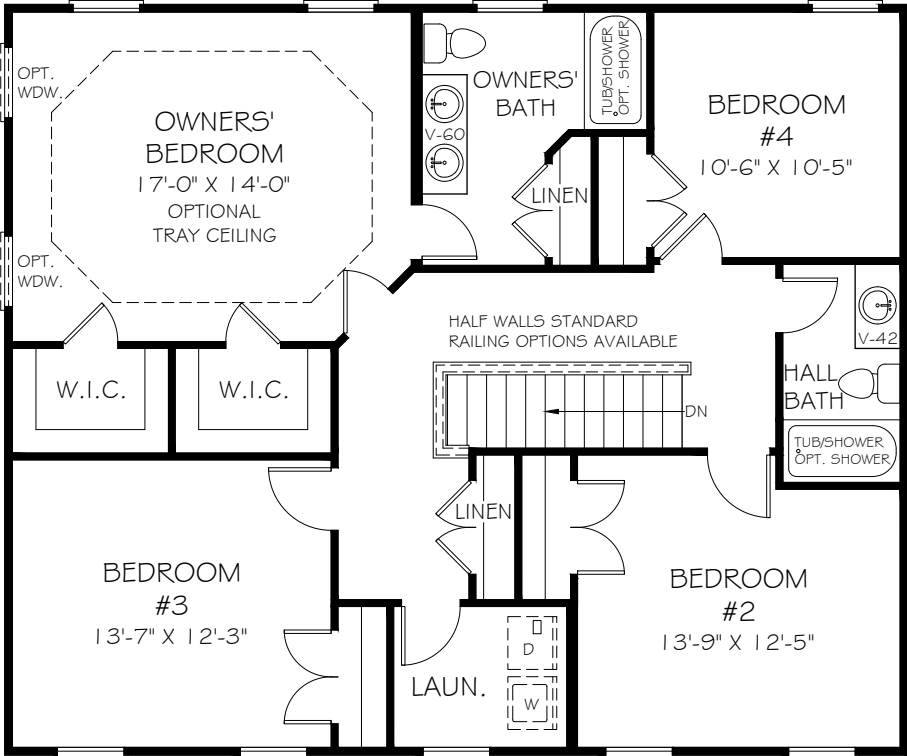 OPT.
WDW.
OWNERS'
BEDROOM
17'-0" X 14'-0"
OPTIONAL
TRAY CEILING
OPT.
WDW.
V-60
OWNERS'
BATH
TUB/SHOWER
OPT. SHOWER
LINEN
BEDROOM
#4
10'-6" X 10'-5"
HALF WALLS STANDARD
RAILING OPTIONS AVAILABLE
DN
V-42
HALL
BATH
TUB/SHOWER
OPT. SHOWER
W.I.C.
W.I.C.
LINEN
BEDROOM
#3
13'-7" X 12'-3"
LAUN.
D
W
BEDROOM
#2
13'-9" X 12'-5"